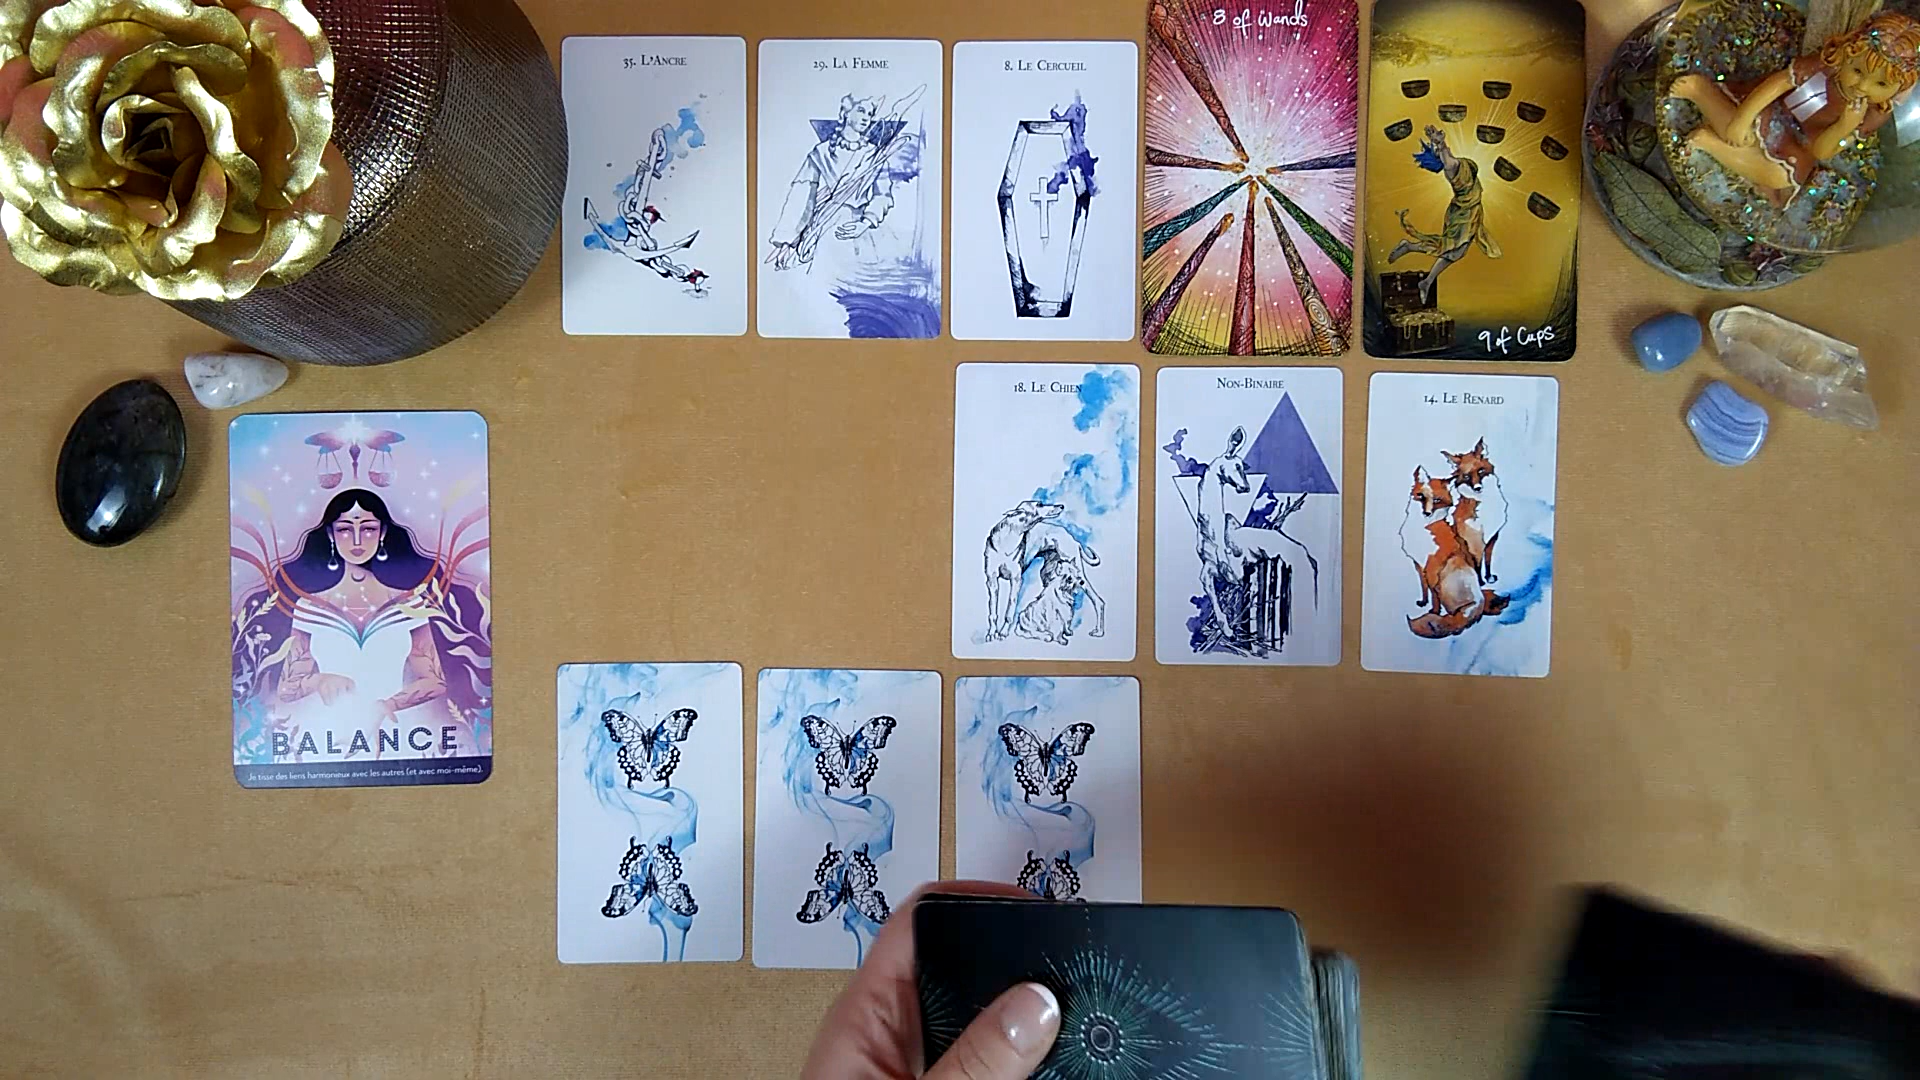 35. L'Ancre
29. La Femme
8. Le Cercueil
8 of Wands
9 of Cups
18. Le Chien
Non-Binaire
14. Le Renard
BALANCE
Je tisse des liens harmonieux avec les autres (et avec moi-même).